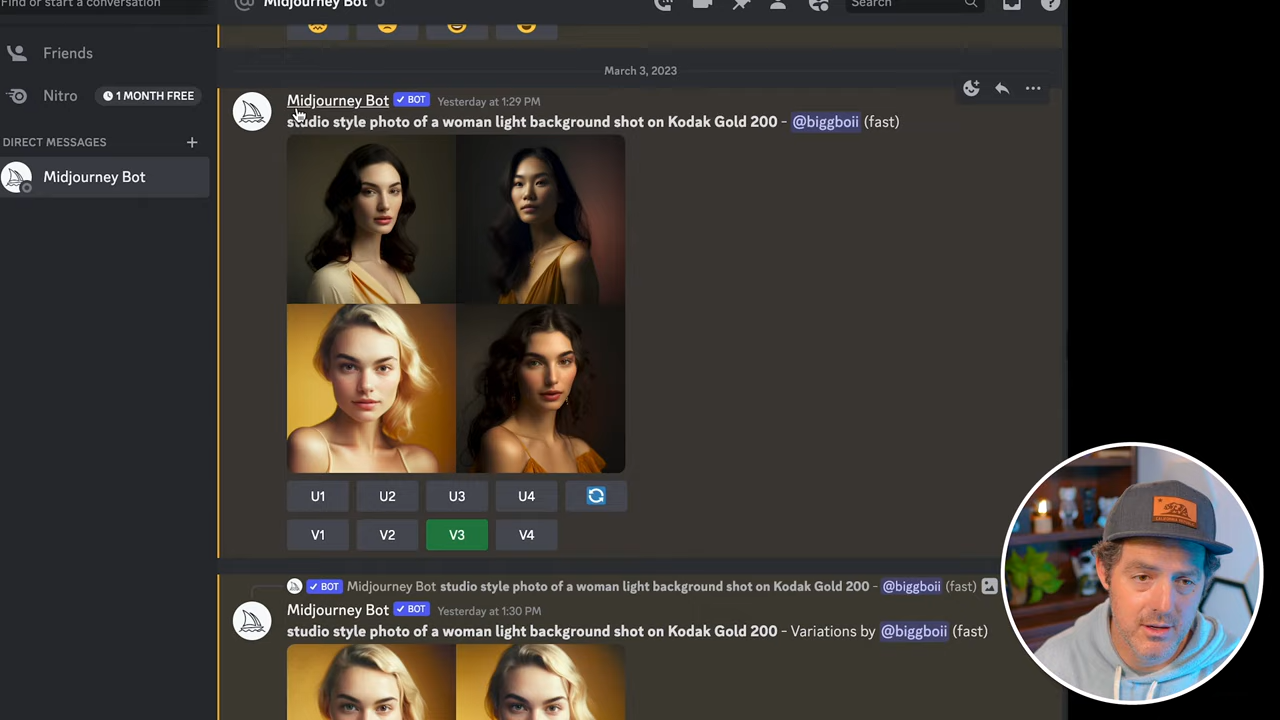 Find or start a conversation
Midjourney Bot
Search
Friends
Nitro
1 MONTH FREE
DIRECT MESSAGES
Midjourney Bot
March 3, 2023
Midjourney Bot BOT Yesterday at 1:29 PM
studio style photo of a woman light background shot on Kodak Gold 200 - @biggboii (fast)
U1 U2 U3 U4
V1 V2 V3 V4
BOT Midjourney Bot studio style photo of a woman light background shot on Kodak Gold 200 - @biggboii (fast)
Midjourney Bot BOT Yesterday at 1:30 PM
studio style photo of a woman light background shot on Kodak Gold 200 - Variations by @biggboii (fast)